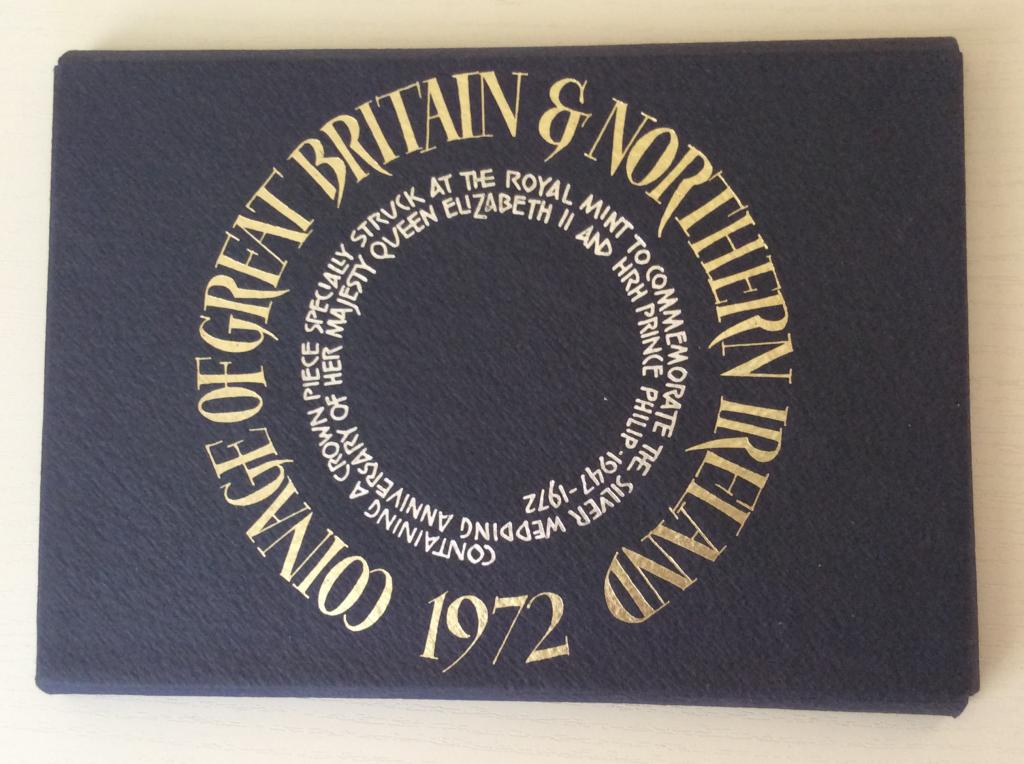 COINAGE OF GREAT BRITAIN & NORTHERN IRELAND
1972
CONTAINING A CROWN PIECE SPECIALLY STRUCK AT THE ROYAL MINT TO COMMEMORATE THE SILVER WEDDING ANNIVERSARY OF HER MAJESTY QUEEN ELIZABETH II AND HRH PRINCE PHILIP·1947-1972